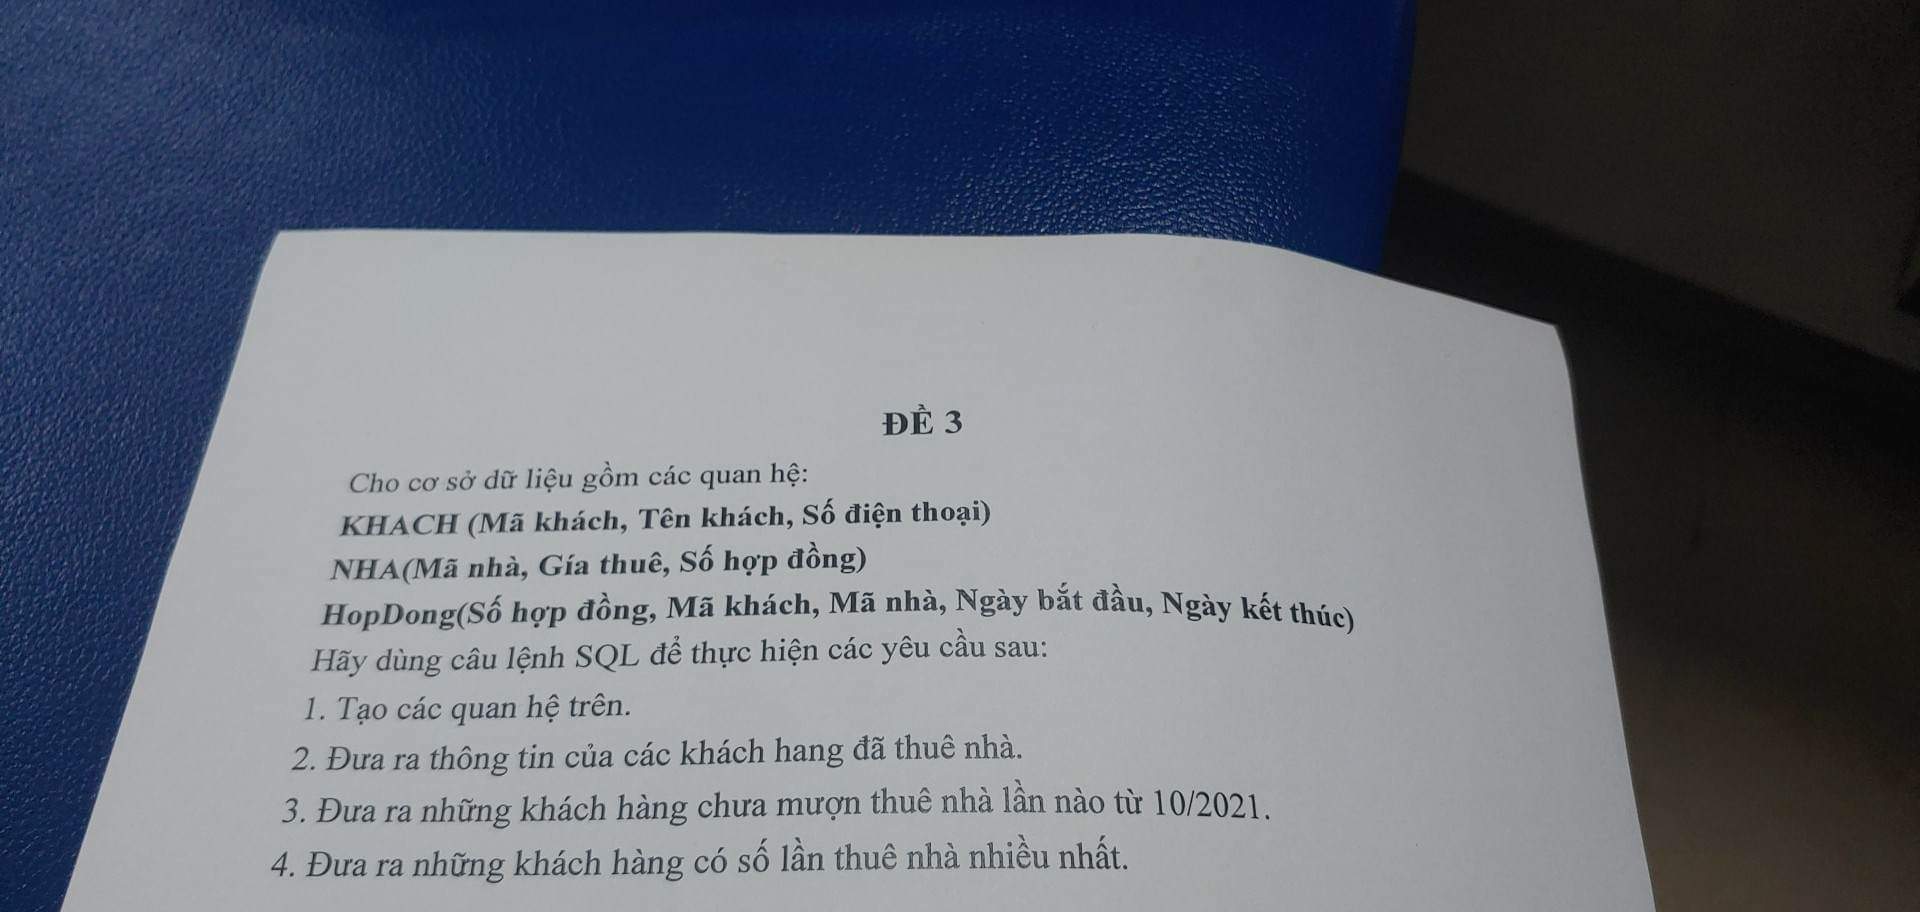 ĐỀ 3
Cho cơ sở dữ liệu gồm các quan hệ:
KHACH (Mã khách, Tên khách, Số điện thoại)
NHA(Mã nhà, Gía thuê, Số hợp đồng)
HopDong(Số hợp đồng, Mã khách, Mã nhà, Ngày bắt đầu, Ngày kết thúc)
Hãy dùng câu lệnh SQL để thực hiện các yêu cầu sau:
1. Tạo các quan hệ trên.
2. Đưa ra thông tin của các khách hang đã thuê nhà.
3. Đưa ra những khách hàng chưa mượn thuê nhà lần nào từ 10/2021.
4. Đưa ra những khách hàng có số lần thuê nhà nhiều nhất.